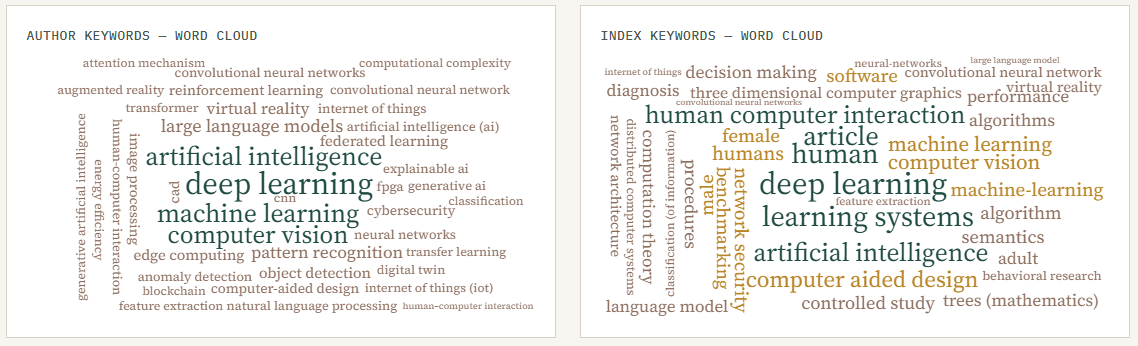 AUTHOR KEYWORDS — WORD CLOUD
attention mechanism
computational complexity
convolutional neural networks
augmented reality
reinforcement learning
convolutional neural network
transformer
virtual reality
internet of things
large language models
artificial intelligence (ai)
federated learning
artificial intelligence
explainable ai
deep learning
fpga
generative ai
cad
cnn
classification
machine learning
cybersecurity
computer vision
neural networks
edge computing
pattern recognition
transfer learning
anomaly detection
object detection
digital twin
blockchain
computer-aided design
internet of things (iot)
feature extraction
natural language processing
human–computer interaction
generative artificial intelligence
energy efficiency
human-computer interaction
image processing
INDEX KEYWORDS — WORD CLOUD
neural-networks
large language model
internet of things
decision making
software
convolutional neural network
diagnosis
three dimensional computer graphics
virtual reality
performance
convolutional neural networks
human computer interaction
algorithms
female
article
machine learning
humans
human
computer vision
deep learning
machine-learning
feature extraction
learning systems
algorithm
semantics
artificial intelligence
adult
computer aided design
behavioral research
language model
controlled study
trees (mathematics)
network architecture
distributed computer systems
computation theory
classification (of information)
procedures
male
benchmarking
network security